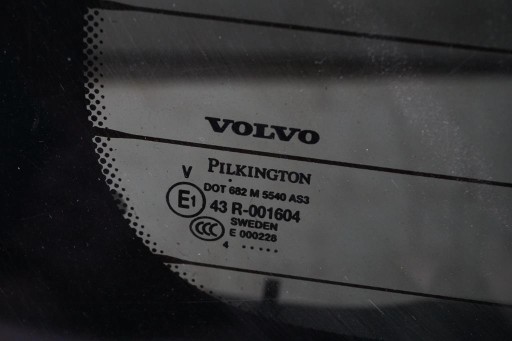 VOLVO
PILKINGTON
V
DOT 682 M 5540 AS3
E1 43 R-001604
CCC SWEDEN
E 000228
4 .....